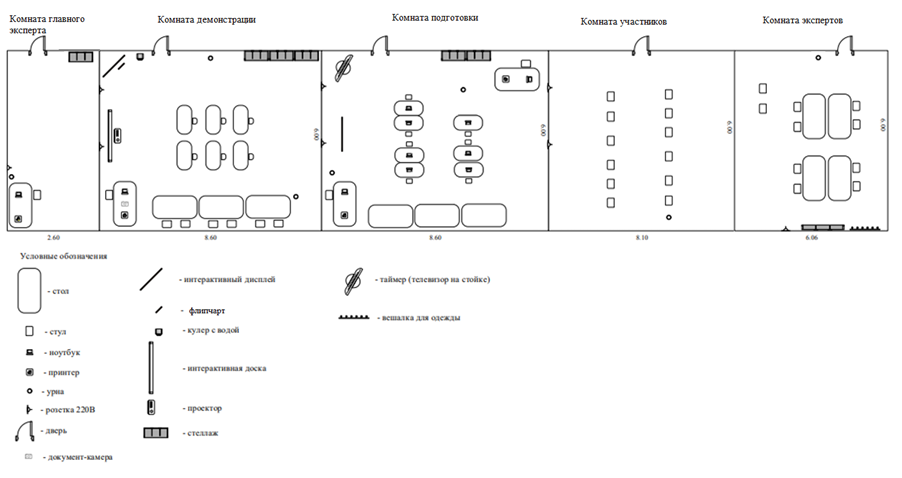 Комната главного
эксперта
Комната демонстрации
Комната подготовки
Комната участников
Комната экспертов
6.00
6.00
6.00
6.00
2.60
8.60
8.60
8.10
6.06
Условные обозначения
- стол
- стул
- ноутбук
- принтер
- урна
- розетка 220В
- дверь
- документ-камера
- интерактивный дисплей
- флипчарт
- кулер с водой
- интерактивная доска
- проектор
- стеллаж
- таймер (телевизор на стойке)
- вешалка для одежды